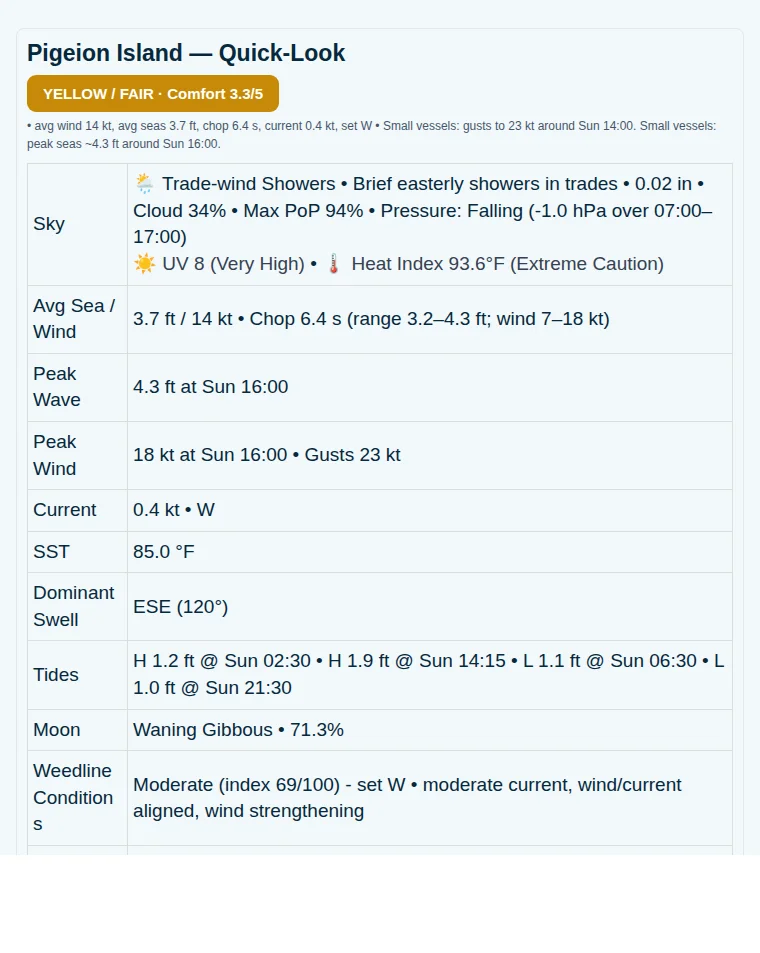 Pigeion Island — Quick-Look
YELLOW / FAIR · Comfort 3.3/5
• avg wind 14 kt, avg seas 3.7 ft, chop 6.4 s, current 0.4 kt, set W • Small vessels: gusts to 23 kt around Sun 14:00. Small vessels:
peak seas ~4.3 ft around Sun 16:00.
Sky
🌦️ Trade-wind Showers • Brief easterly showers in trades • 0.02 in •
Cloud 34% • Max PoP 94% • Pressure: Falling (-1.0 hPa over 07:00–
17:00)
☀️ UV 8 (Very High) • 🌡️ Heat Index 93.6°F (Extreme Caution)
Avg Sea /
Wind
3.7 ft / 14 kt • Chop 6.4 s (range 3.2–4.3 ft; wind 7–18 kt)
Peak
Wave
4.3 ft at Sun 16:00
Peak
Wind
18 kt at Sun 16:00 • Gusts 23 kt
Current
0.4 kt • W
SST
85.0 °F
Dominant
Swell
ESE (120°)
Tides
H 1.2 ft @ Sun 02:30 • H 1.9 ft @ Sun 14:15 • L 1.1 ft @ Sun 06:30 • L
1.0 ft @ Sun 21:30
Moon
Waning Gibbous • 71.3%
Weedline
Condition
s
Moderate (index 69/100) - set W • moderate current, wind/current
aligned, wind strengthening